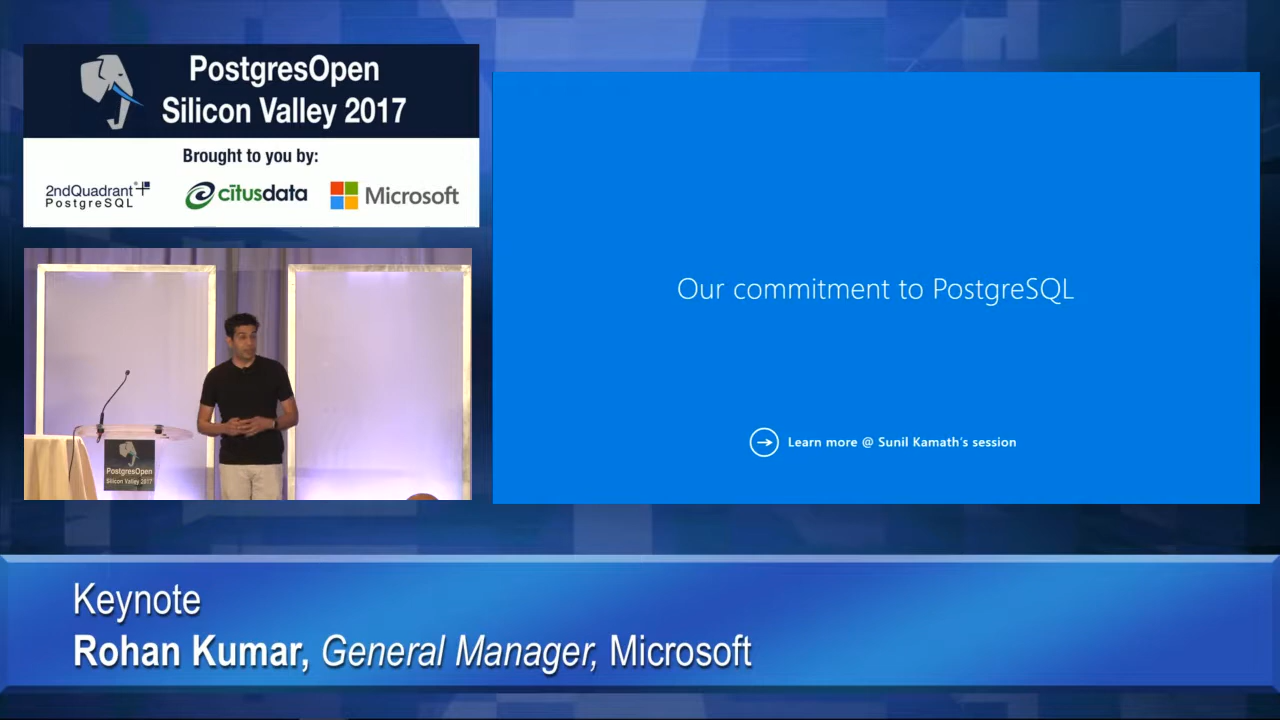 PostgresOpen
Silicon Valley 2017
Brought to you by:
2ndQuadrant
PostgreSQL
citusdata
Microsoft
Our commitment to PostgreSQL
Learn more @ Sunil Kamath's session
PostgresOpen
Silicon Valley 2017
Keynote
Rohan Kumar, General Manager, Microsoft